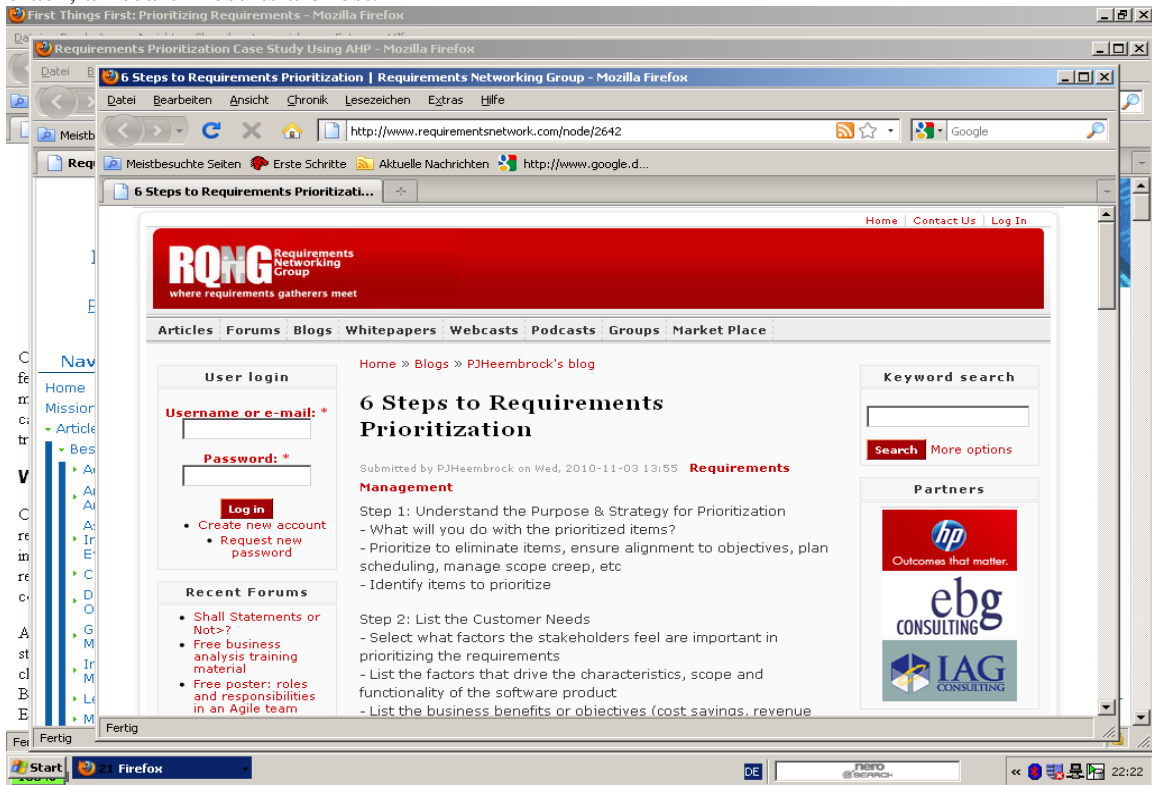 First Things First: Prioritizing Requirements - Mozilla Firefox
Requirements Prioritization Case Study Using AHP - Mozilla Firefox
Datei
6 Steps to Requirements Prioritization | Requirements Networking Group - Mozilla Firefox
Datei Bearbeiten Ansicht Chronik Lesezeichen Extras Hilfe
http://www.requirementsnetwork.com/node/2642
Google
Meistb
Meistbesuchte Seiten Erste Schritte Aktuelle Nachrichten http://www.google.d...
Requ
6 Steps to Requirements Prioritizati...
Home | Contact Us | Log In
RQNG Requirements
Networking
Group
where requirements gatherers meet
Articles Forums Blogs Whitepapers Webcasts Podcasts Groups Market Place
Nav
Home
Mission
Article
Bes
User login
Username or e-mail: *
Password: *
Log in
Create new account
Request new
password
Recent Forums
Shall Statements or
Not>?
Free business
analysis training
material
Free poster: roles
and responsibilities
in an Agile team
Home » Blogs » PJHeembrock's blog
6 Steps to Requirements
Prioritization
Submitted by PJHeembrock on Wed, 2010-11-03 13:55 Requirements
Management
Step 1: Understand the Purpose & Strategy for Prioritization
- What will you do with the prioritized items?
- Prioritize to eliminate items, ensure alignment to objectives, plan
scheduling, manage scope creep, etc
- Identify items to prioritize
Step 2: List the Customer Needs
- Select what factors the stakeholders feel are important in
prioritizing the requirements
- List the factors that drive the characteristics, scope and
functionality of the software product
- List the business benefits or objectives (cost savings, revenue
Keyword search
Search More options
Partners
hp
Outcomes that matter.
ebg
CONSULTING
IAG
CONSULTING
Fertig
Fertig
Start
21 Firefox
DE
nero
SEARCH
22:22